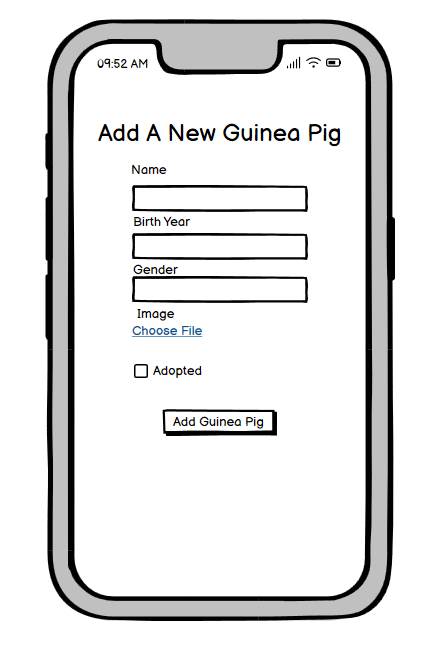 09:52 AM
Add A New Guinea Pig
Name
Birth Year
Gender
Image
Choose File
Adopted
Add Guinea Pig